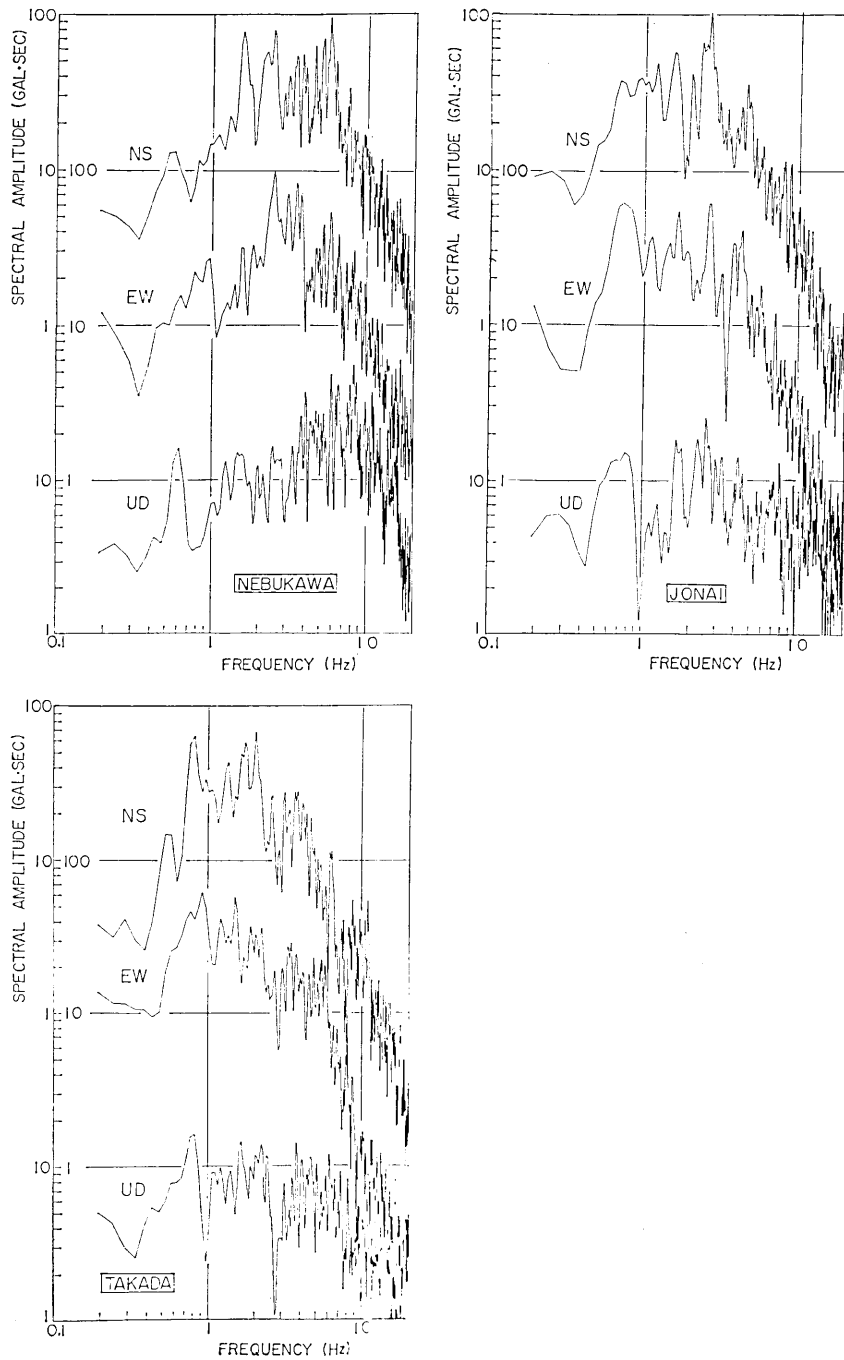 SPECTRAL AMPLITUDE (GAL·SEC)
100
10-100
1-10
10-1
1
NS
EW
UD
NEBUKAWA
0.1
1
10
FREQUENCY (Hz)
SPECTRAL AMPLITUDE (GAL·SEC)
100
10-100
1-10
10-1
1
NS
EW
UD
JONAI
0.1
1
10
FREQUENCY (Hz)
SPECTRAL AMPLITUDE (GAL·SEC)
100
10-100
1-10
10-1
1
NS
EW
UD
TAKADA
0.1
1
10
FREQUENCY (Hz)